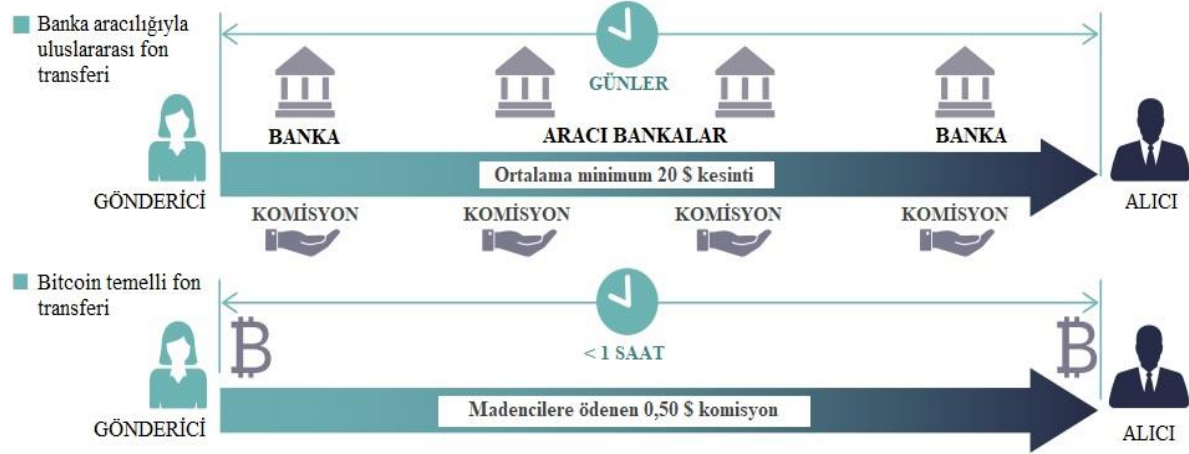 Banka aracılığıyla
uluslararası fon
transferi
GÜNLER
BANKA
ARACI BANKALAR
BANKA
Ortalama minimum 20 $ kesinti
GÖNDERİCİ
ALICI
KOMİSYON
KOMİSYON
KOMİSYON
KOMİSYON
Bitcoin temelli fon
transferi
< 1 SAAT
Madencilere ödenen 0,50 $ komisyon
GÖNDERİCİ
ALICI